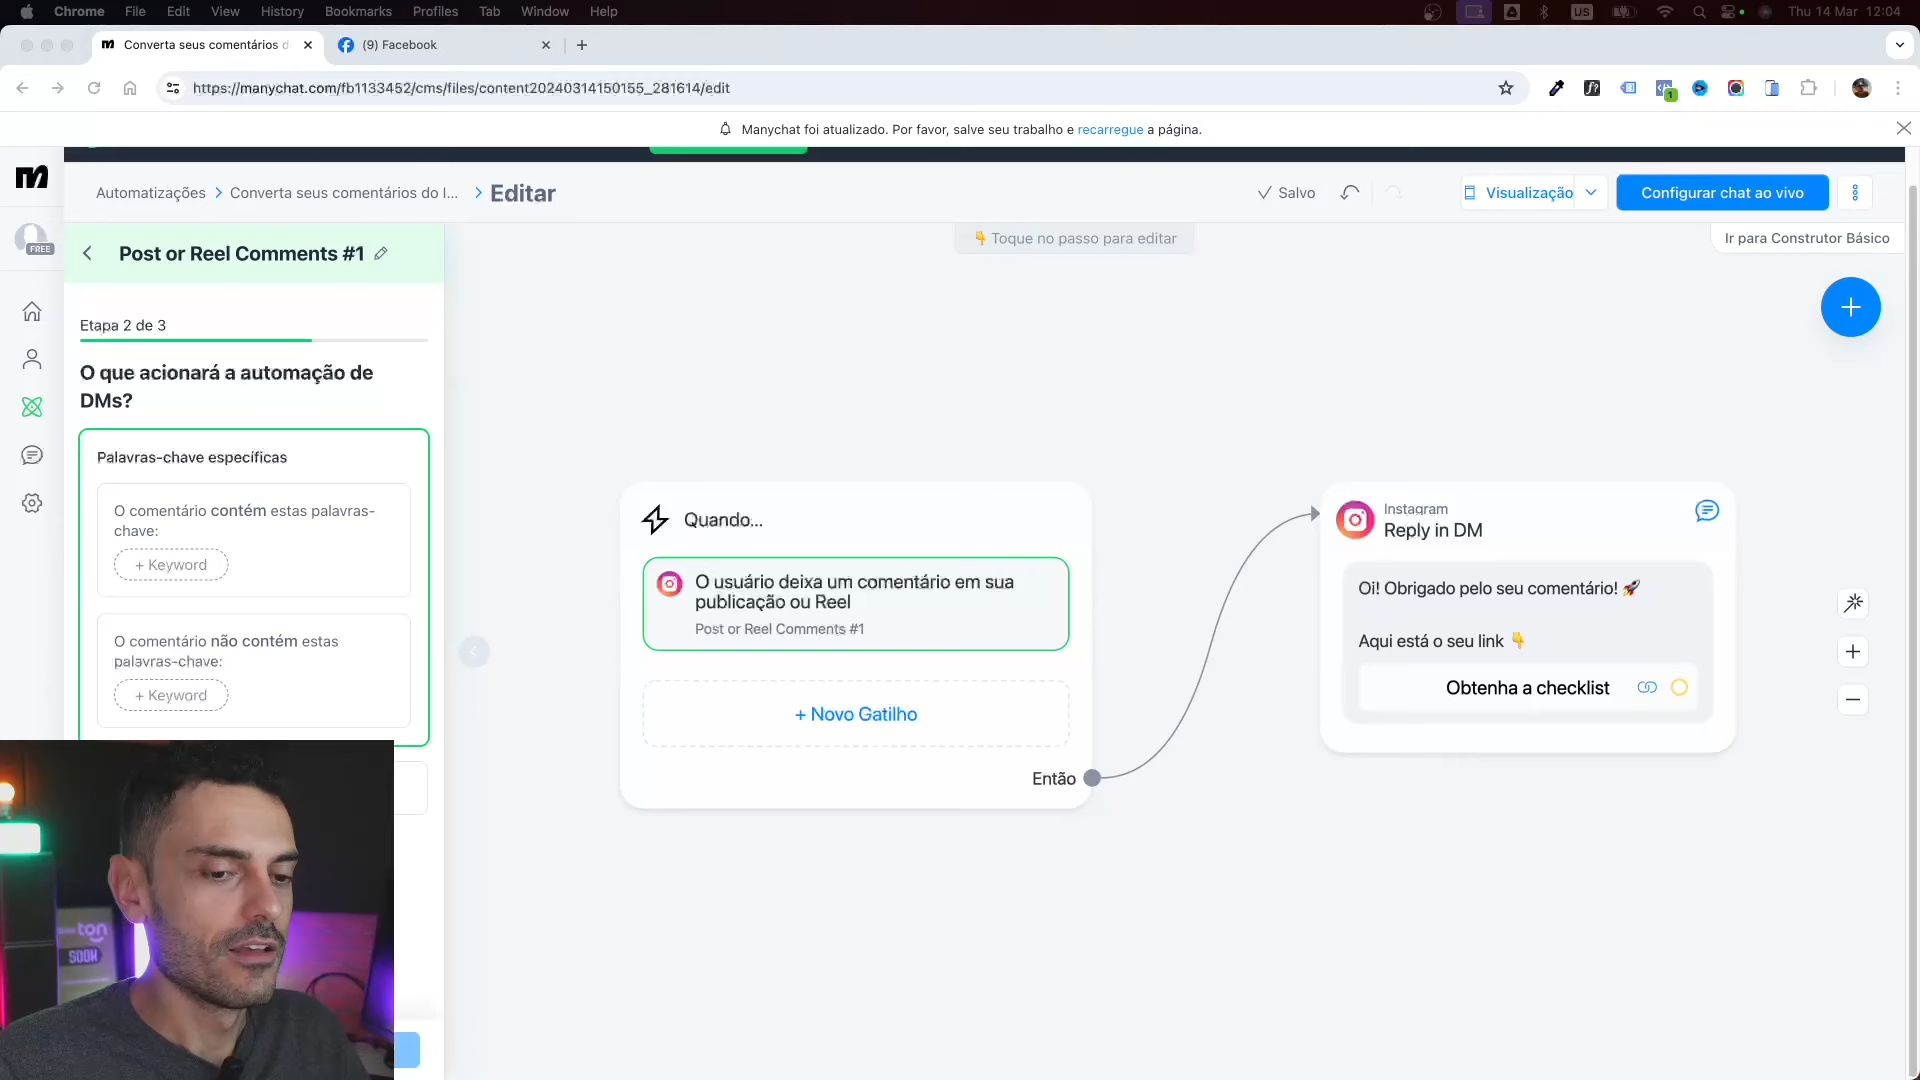 Chrome File Edit View History Bookmarks Profiles Tab Window Help
US
Thu 14 Mar 12:04
Converta seus comentários d
(9) Facebook
https://manychat.com/fb1133452/cms/files/content20240314150155_281614/edit
1
Manychat foi atualizado. Por favor, salve seu trabalho e recarregue a página.
FREE
Automatizações > Converta seus comentários do I... > Editar
Salvo
Visualização
Configurar chat ao vivo
Post or Reel Comments #1
👇 Toque no passo para editar
Ir para Construtor Básico
Etapa 2 de 3
O que acionará a automação de
DMs?
Palavras-chave específicas
O comentário contém estas palavras-
chave:
+ Keyword
O comentário não contém estas
palavras-chave:
+ Keyword
Quando...
O usuário deixa um comentário em sua
publicação ou Reel
Post or Reel Comments #1
+ Novo Gatilho
Então
Instagram
Reply in DM
Oi! Obrigado pelo seu comentário! 🚀
Aqui está o seu link 👇
Obtenha a checklist
ton
SOON